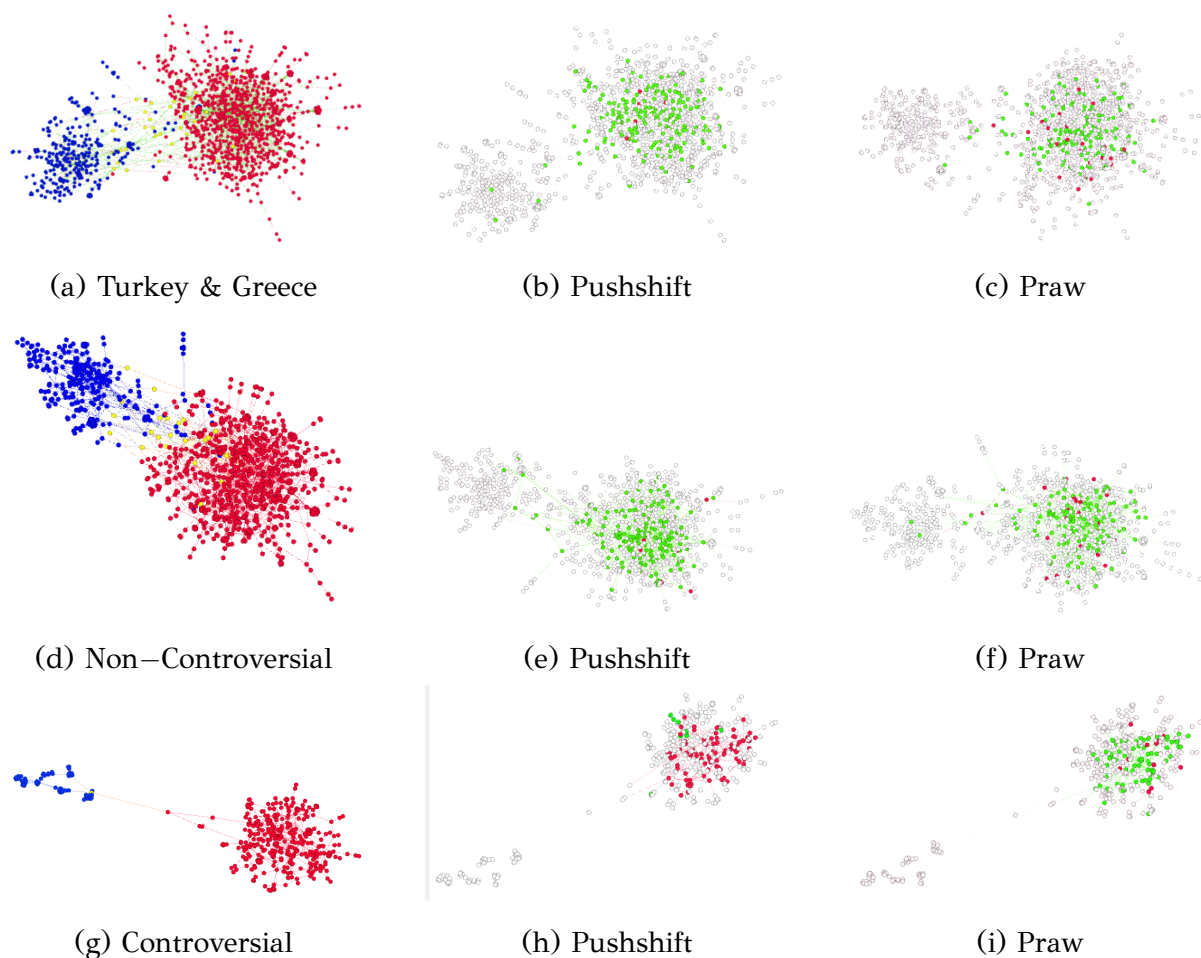 (a) Turkey & Greece
(b) Pushshift
(c) Praw
(d) Non−Controversial
(e) Pushshift
(f) Praw
(g) Controversial
(h) Pushshift
(i) Praw